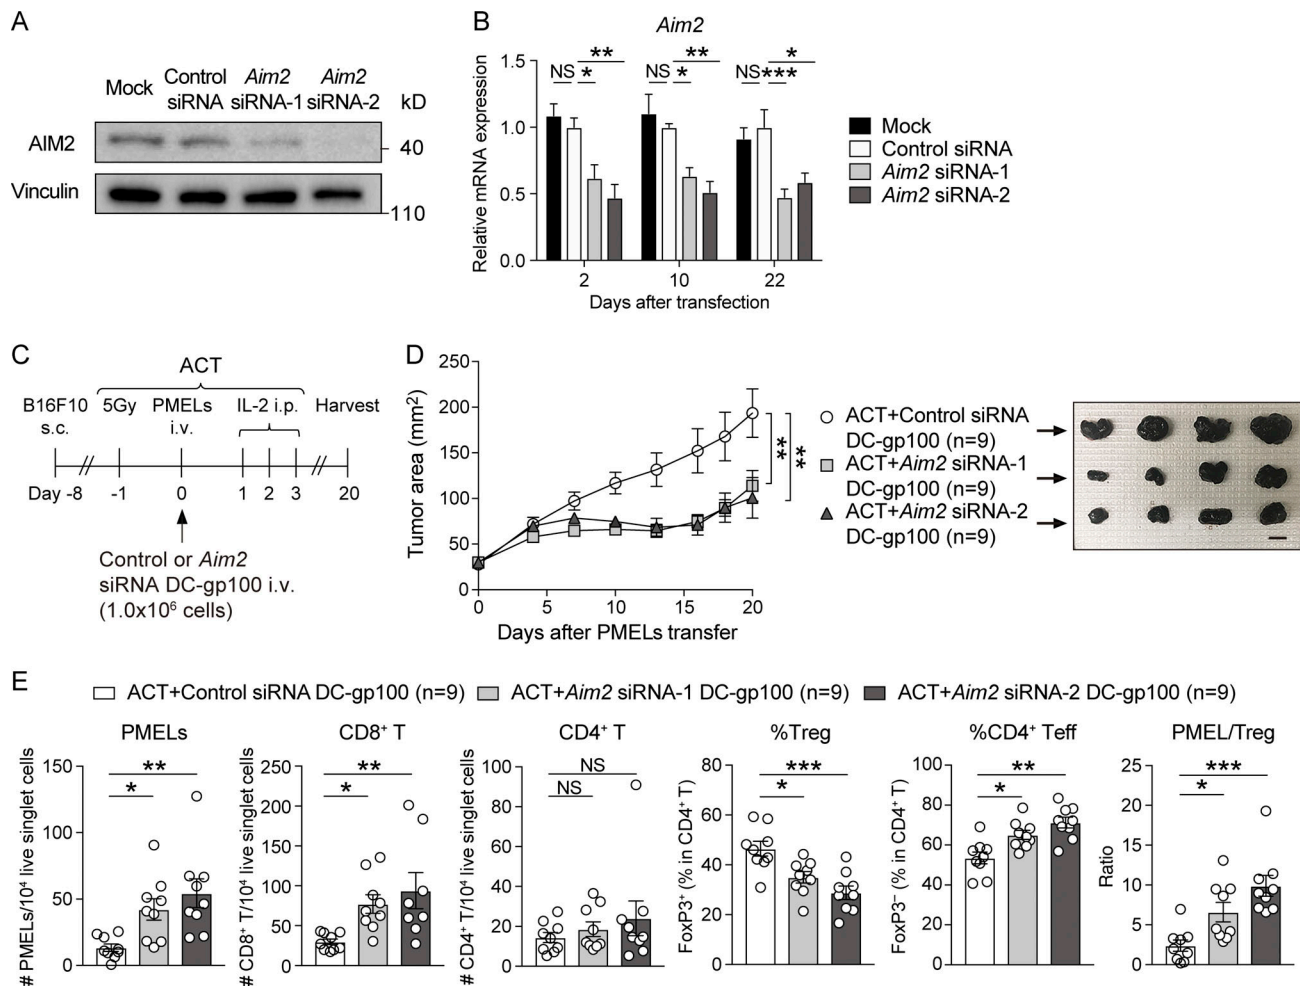 A
Mock
Control
siRNA
Aim2
siRNA-1
Aim2
siRNA-2
kD
AIM2
40
Vinculin
110
B
Aim2
Relative mRNA expression
1.5
1.0
0.5
0.0
NS
*
**
NS
*
**
NS
***
*
2
10
22
Days after transfection
Mock
Control siRNA
Aim2 siRNA-1
Aim2 siRNA-2
C
ACT
B16F10
s.c.
5Gy
PMELs
i.v.
IL-2 i.p.
Harvest
Day -8
-1
0
1
2
3
20
Control or Aim2
siRNA DC-gp100 i.v.
(1.0x10⁶ cells)
D
Tumor area (mm²)
250
200
150
100
50
0
0
5
10
15
20
Days after PMELs transfer
**
**
ACT+Control siRNA
DC-gp100 (n=9)
ACT+Aim2 siRNA-1
DC-gp100 (n=9)
ACT+Aim2 siRNA-2
DC-gp100 (n=9)
E
ACT+Control siRNA DC-gp100 (n=9)
ACT+Aim2 siRNA-1 DC-gp100 (n=9)
ACT+Aim2 siRNA-2 DC-gp100 (n=9)
PMELs
# PMELs/10⁴ live singlet cells
150
100
50
0
**
*
CD8⁺ T
# CD8⁺ T/10⁴ live singlet cells
250
200
150
100
50
0
**
*
CD4⁺ T
# CD4⁺ T/10⁴ live singlet cells
100
80
60
40
20
0
NS
NS
%Treg
FoxP3⁺ (% in CD4⁺ T)
80
60
40
20
0
***
*
%CD4⁺ Teff
FoxP3⁻ (% in CD4⁺ T)
100
80
60
40
20
0
**
*
PMEL/Treg
Ratio
25
20
15
10
5
0
***
*